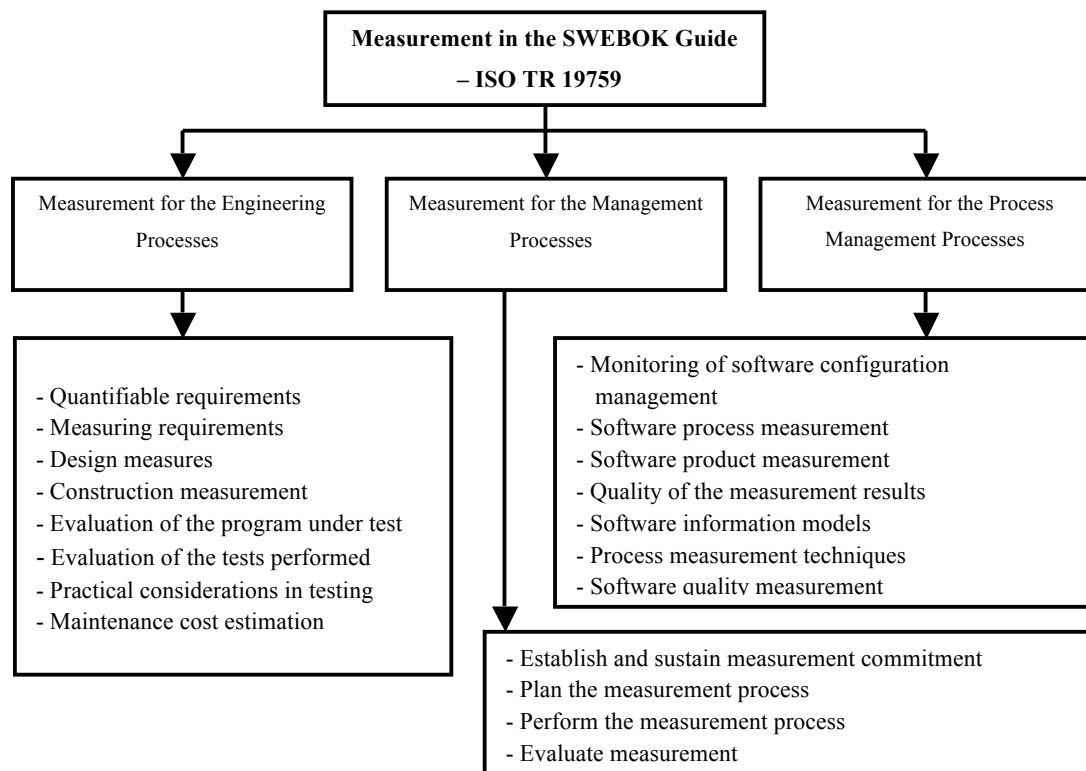 Measurement in the SWEBOK Guide
– ISO TR 19759
Measurement for the Engineering
Processes
Measurement for the Management
Processes
Measurement for the Process
Management Processes
- Quantifiable requirements
- Measuring requirements
- Design measures
- Construction measurement
- Evaluation of the program under test
- Evaluation of the tests performed
- Practical considerations in testing
- Maintenance cost estimation
- Monitoring of software configuration
management
- Software process measurement
- Software product measurement
- Quality of the measurement results
- Software information models
- Process measurement techniques
- Software quality measurement
- Establish and sustain measurement commitment
- Plan the measurement process
- Perform the measurement process
- Evaluate measurement